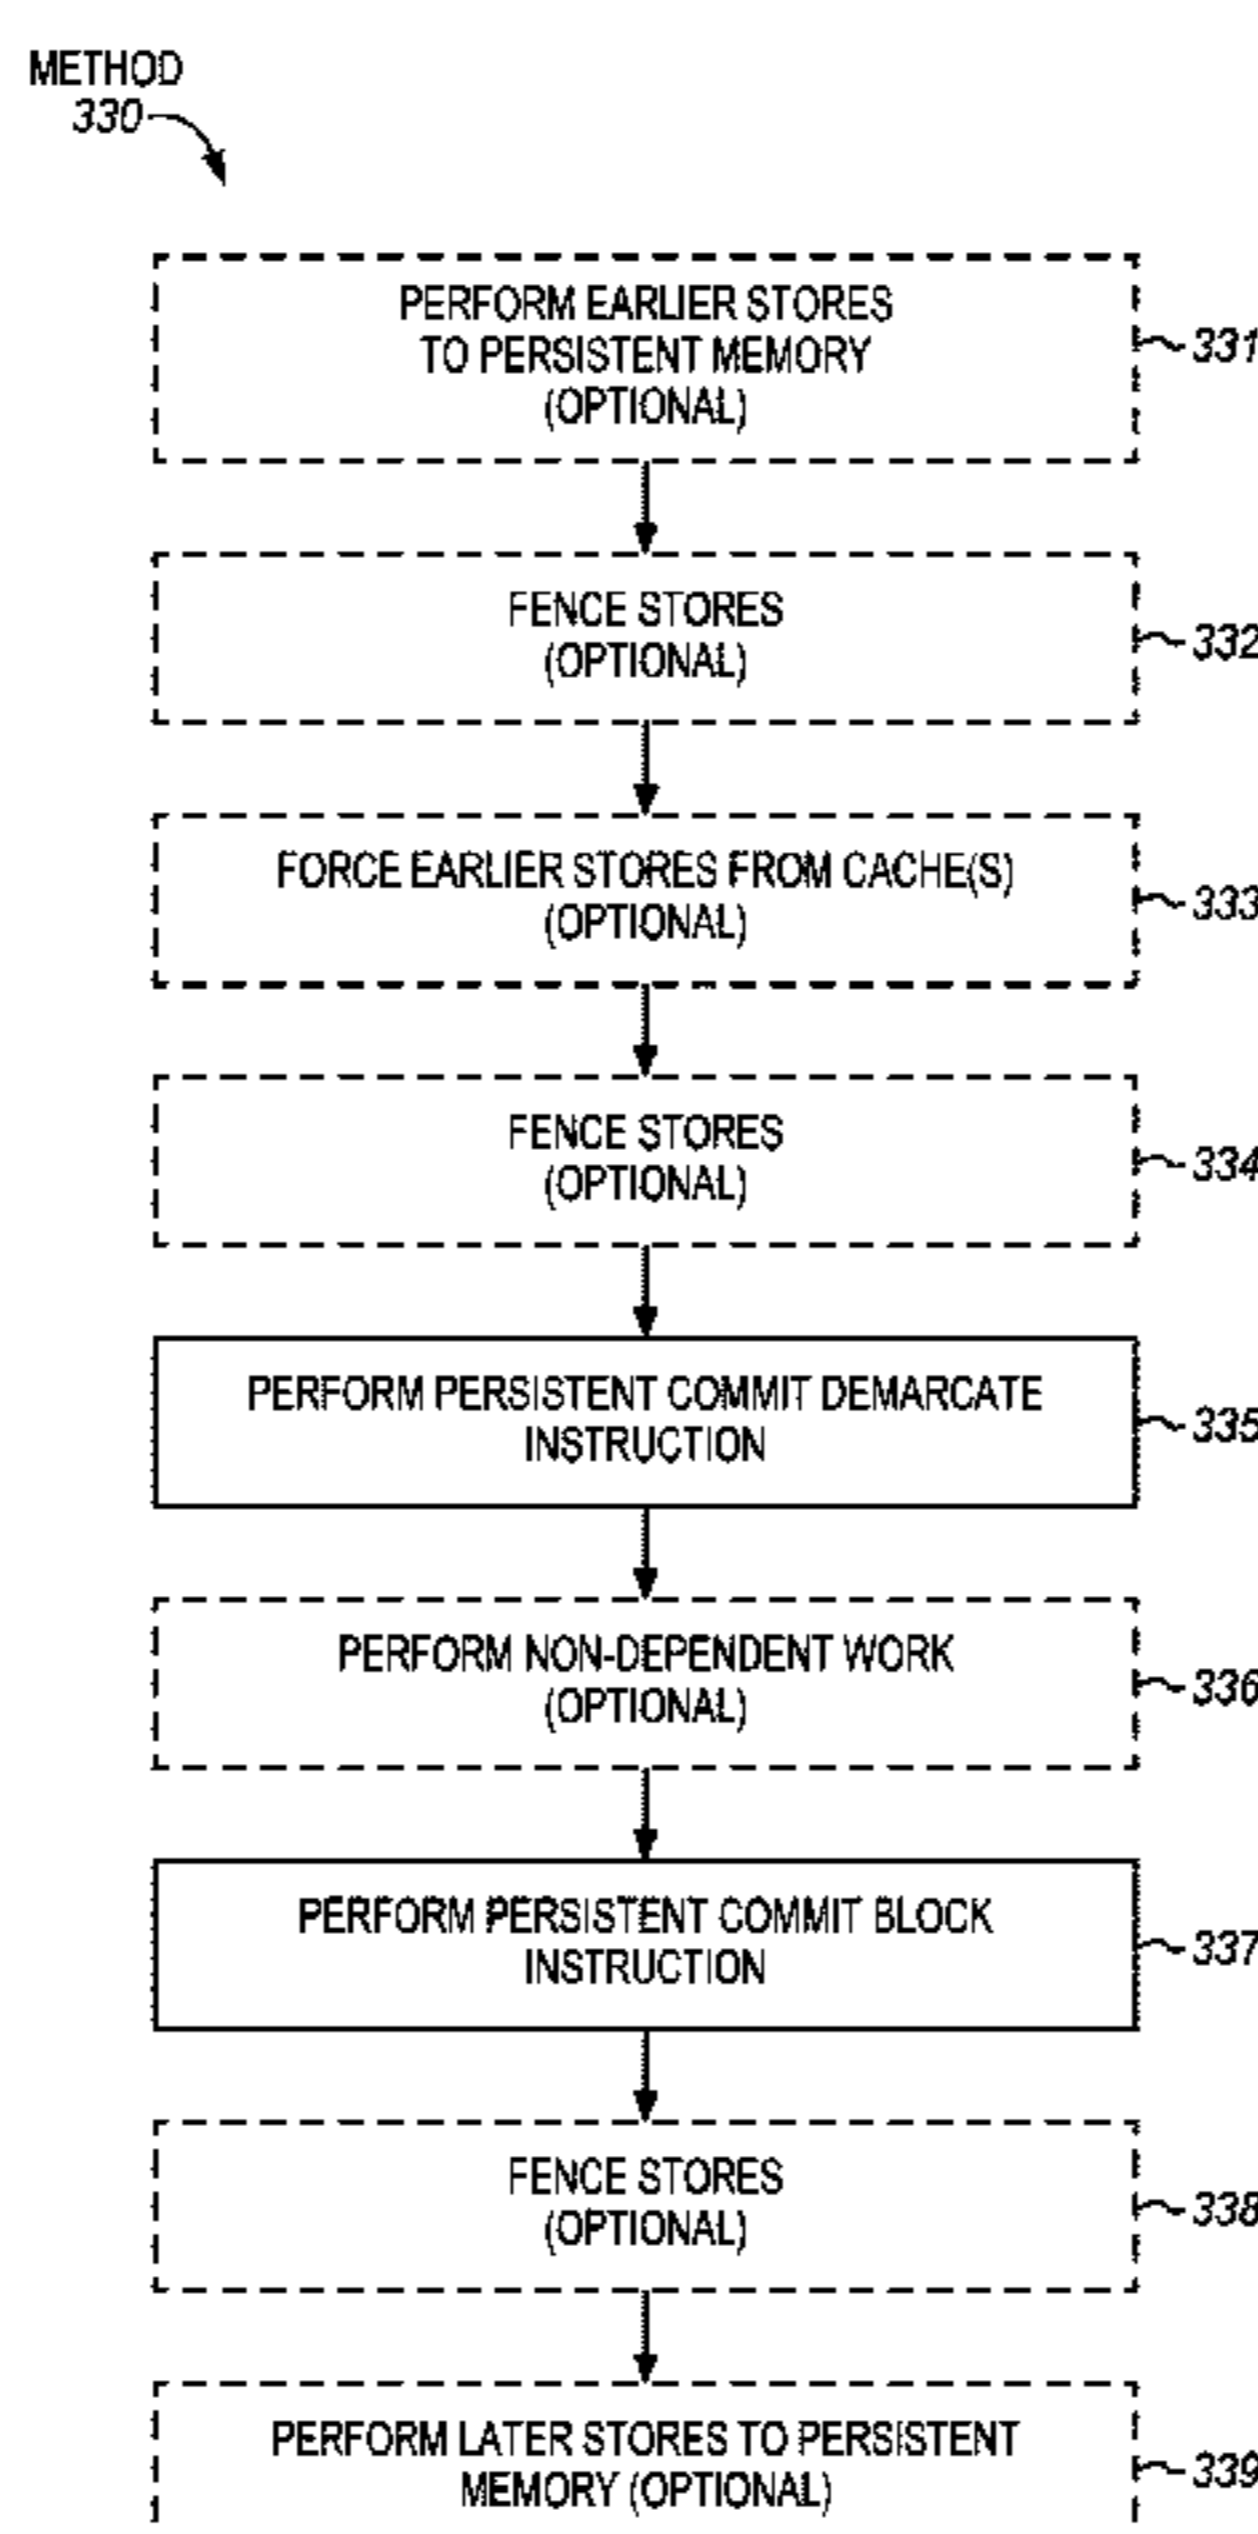 METHOD
330
PERFORM EARLIER STORES
TO PERSISTENT MEMORY
(OPTIONAL)
331
FENCE STORES
(OPTIONAL)
332
FORCE EARLIER STORES FROM CACHE(S)
(OPTIONAL)
333
FENCE STORES
(OPTIONAL)
334
PERFORM PERSISTENT COMMIT DEMARCATE
INSTRUCTION
335
PERFORM NON-DEPENDENT WORK
(OPTIONAL)
336
PERFORM PERSISTENT COMMIT BLOCK
INSTRUCTION
337
FENCE STORES
(OPTIONAL)
338
PERFORM LATER STORES TO PERSISTENT
MEMORY (OPTIONAL)
339